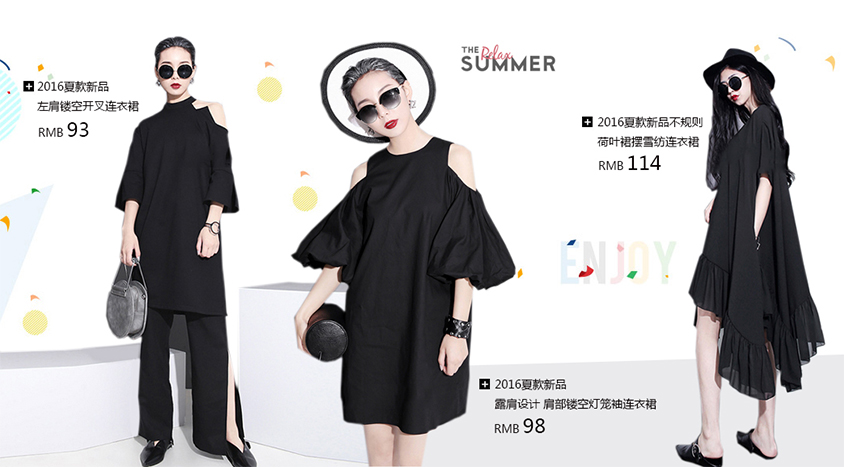 THE Relax
SUMMER
2016夏款新品
左肩镂空开叉连衣裙
RMB 93
2016夏款新品不规则
荷叶裙摆雪纺连衣裙
RMB 114
ENJOY
2016夏款新品
露肩设计 肩部镂空灯笼袖连衣裙
RMB 98